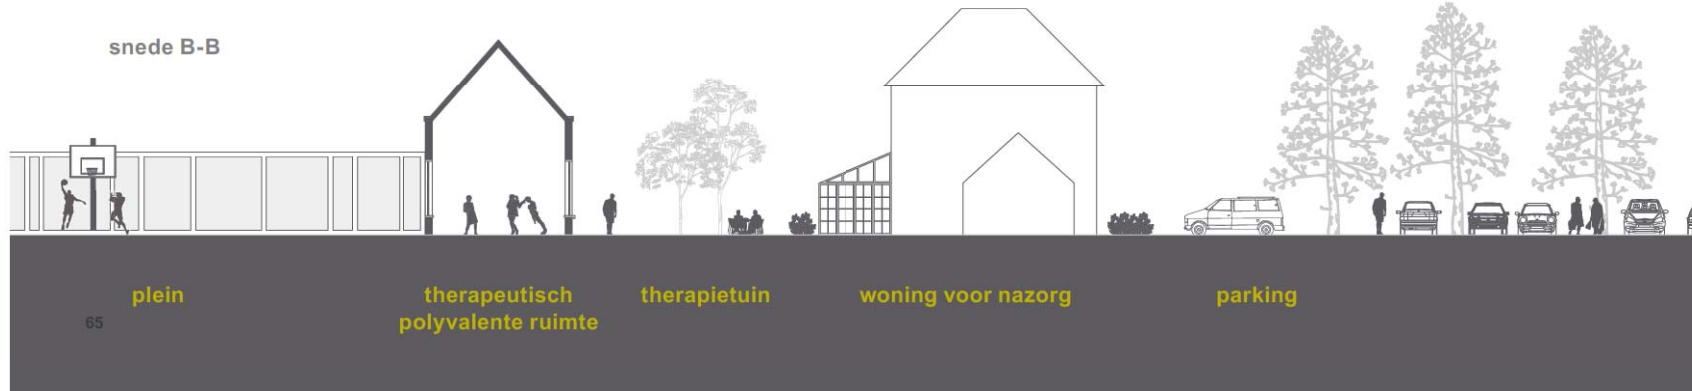 snede B-B
plein
therapeutisch
polyvalente ruimte
therapietuin
woning voor nazorg
parking
65